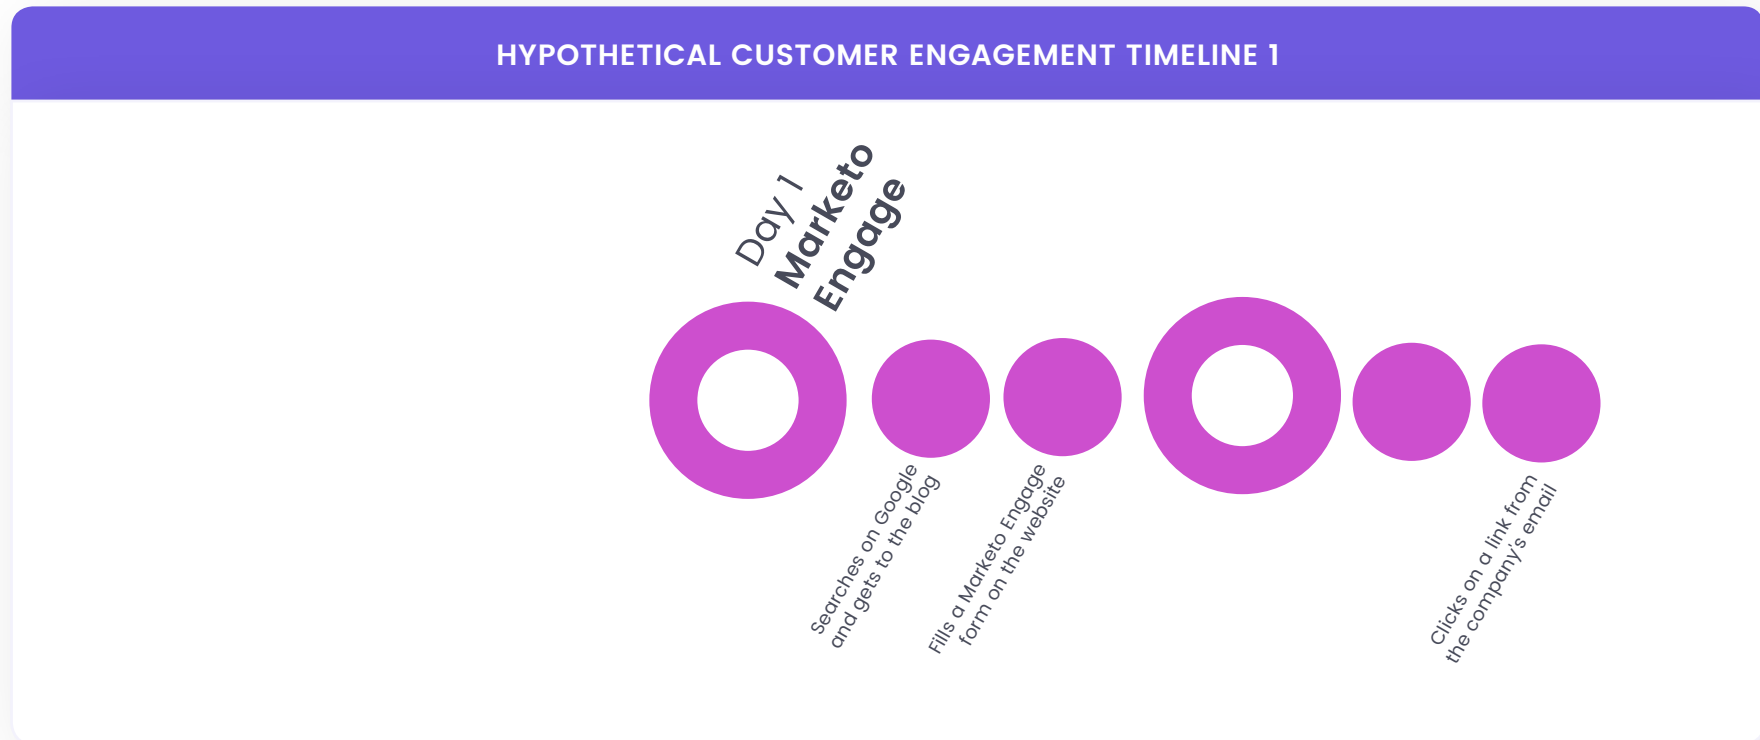 HYPOTHETICAL CUSTOMER ENGAGEMENT TIMELINE 1
Day 1
Marketo
Engage
Searches on Google
and gets to the blog
Fills a Marketo Engage
form on the website
Clicks on a link from
the company's email